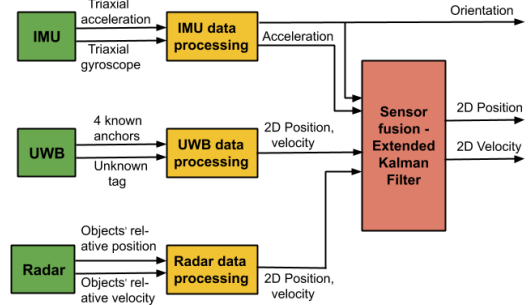 Triaxial
acceleration
IMU
Triaxial
gyroscope
IMU data
processing
Orientation
Acceleration
4 known
anchors
UWB
Unknown
tag
UWB data
processing
2D Position,
velocity
Sensor
fusion -
Extended
Kalman
Filter
2D Position
2D Velocity
Objects' rel-
ative position
Radar
Objects' rel-
ative velocity
Radar data
processing
2D Position,
velocity